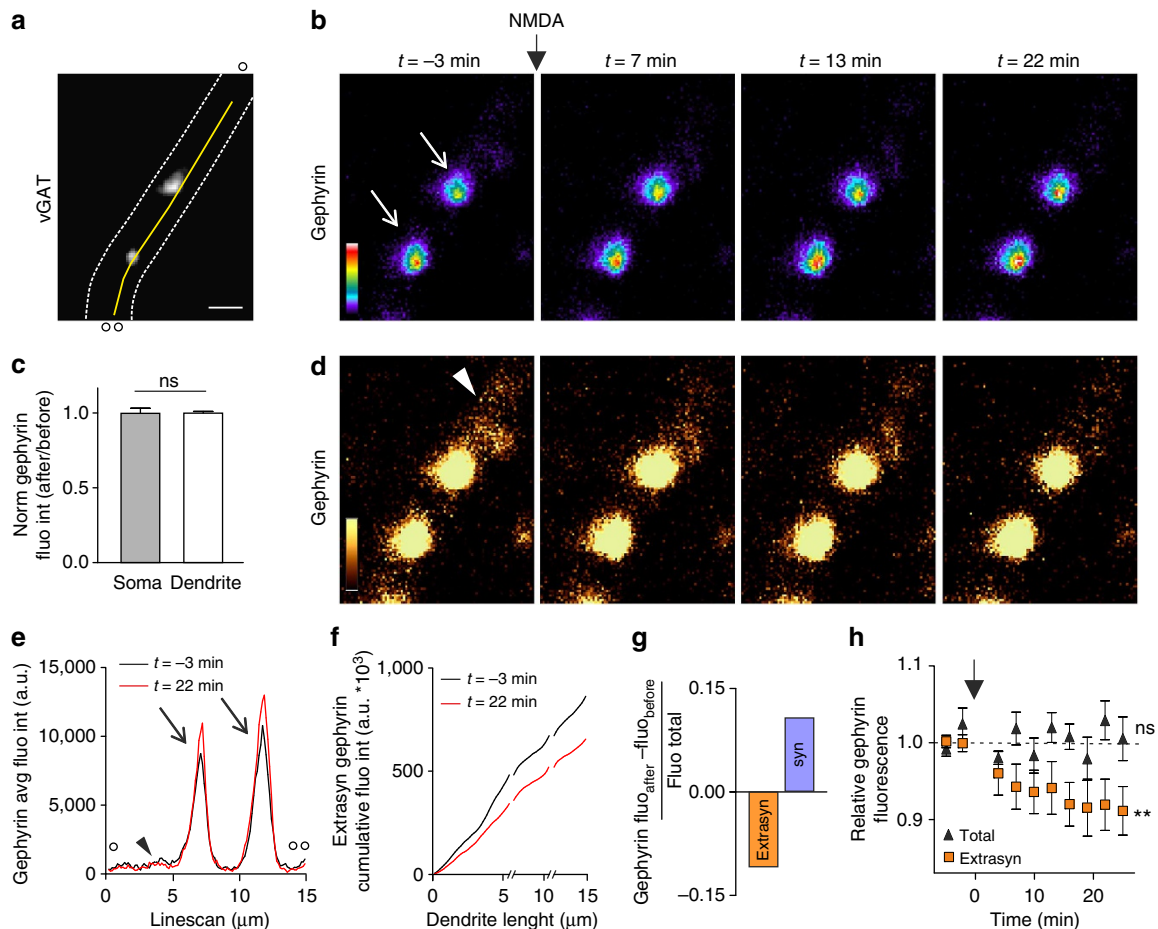 a
vGAT
b
NMDA
t = –3 min
t = 7 min
t = 13 min
t = 22 min
Gephyrin
c
ns
Norm gephyrin
fluo int (after/before)
1.0
0.5
0.0
Soma
Dendrite
d
Gephyrin
e
15,000
10,000
5,000
0
Gephyrin avg fluo int (a.u.)
t = –3 min
t = 22 min
0
5
10
15
Linescan (μm)
f
1,000
500
0
Extrasyn gephyrin
cumulative fluo int (a.u. *10³)
t = –3 min
t = 22 min
0
5
10
15
Dendrite lenght (μm)
g
Gephyrin fluo after –fluo before
Fluo total
0.15
0.00
–0.15
Extrasyn
syn
h
1.1
1.0
0.9
Relative gephyrin
fluorescence
ns
**
Total
Extrasyn
0
10
20
Time (min)